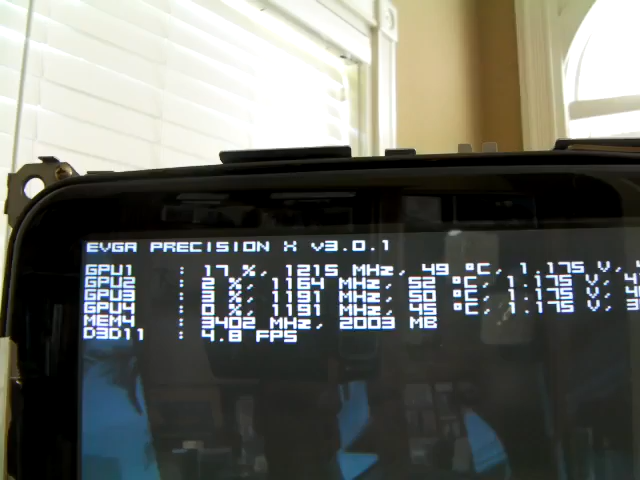 EVGA PRECISION X v3.0.1
GPU1 : 17 %, 1215 MHz, 49 °C, 1.175 V,
GPU2 : 2 %, 1164 MHz, 52 °C, 1.175 V, 4
GPU3 : 3 %, 1191 MHz, 50 °C, 1.175 V,
GPU4 : 0 %, 1191 MHz, 45 °C, 1.175 V, 3
MEM4 : 3402 MHz, 2003 MB
D3D11 : 4.8 FPS